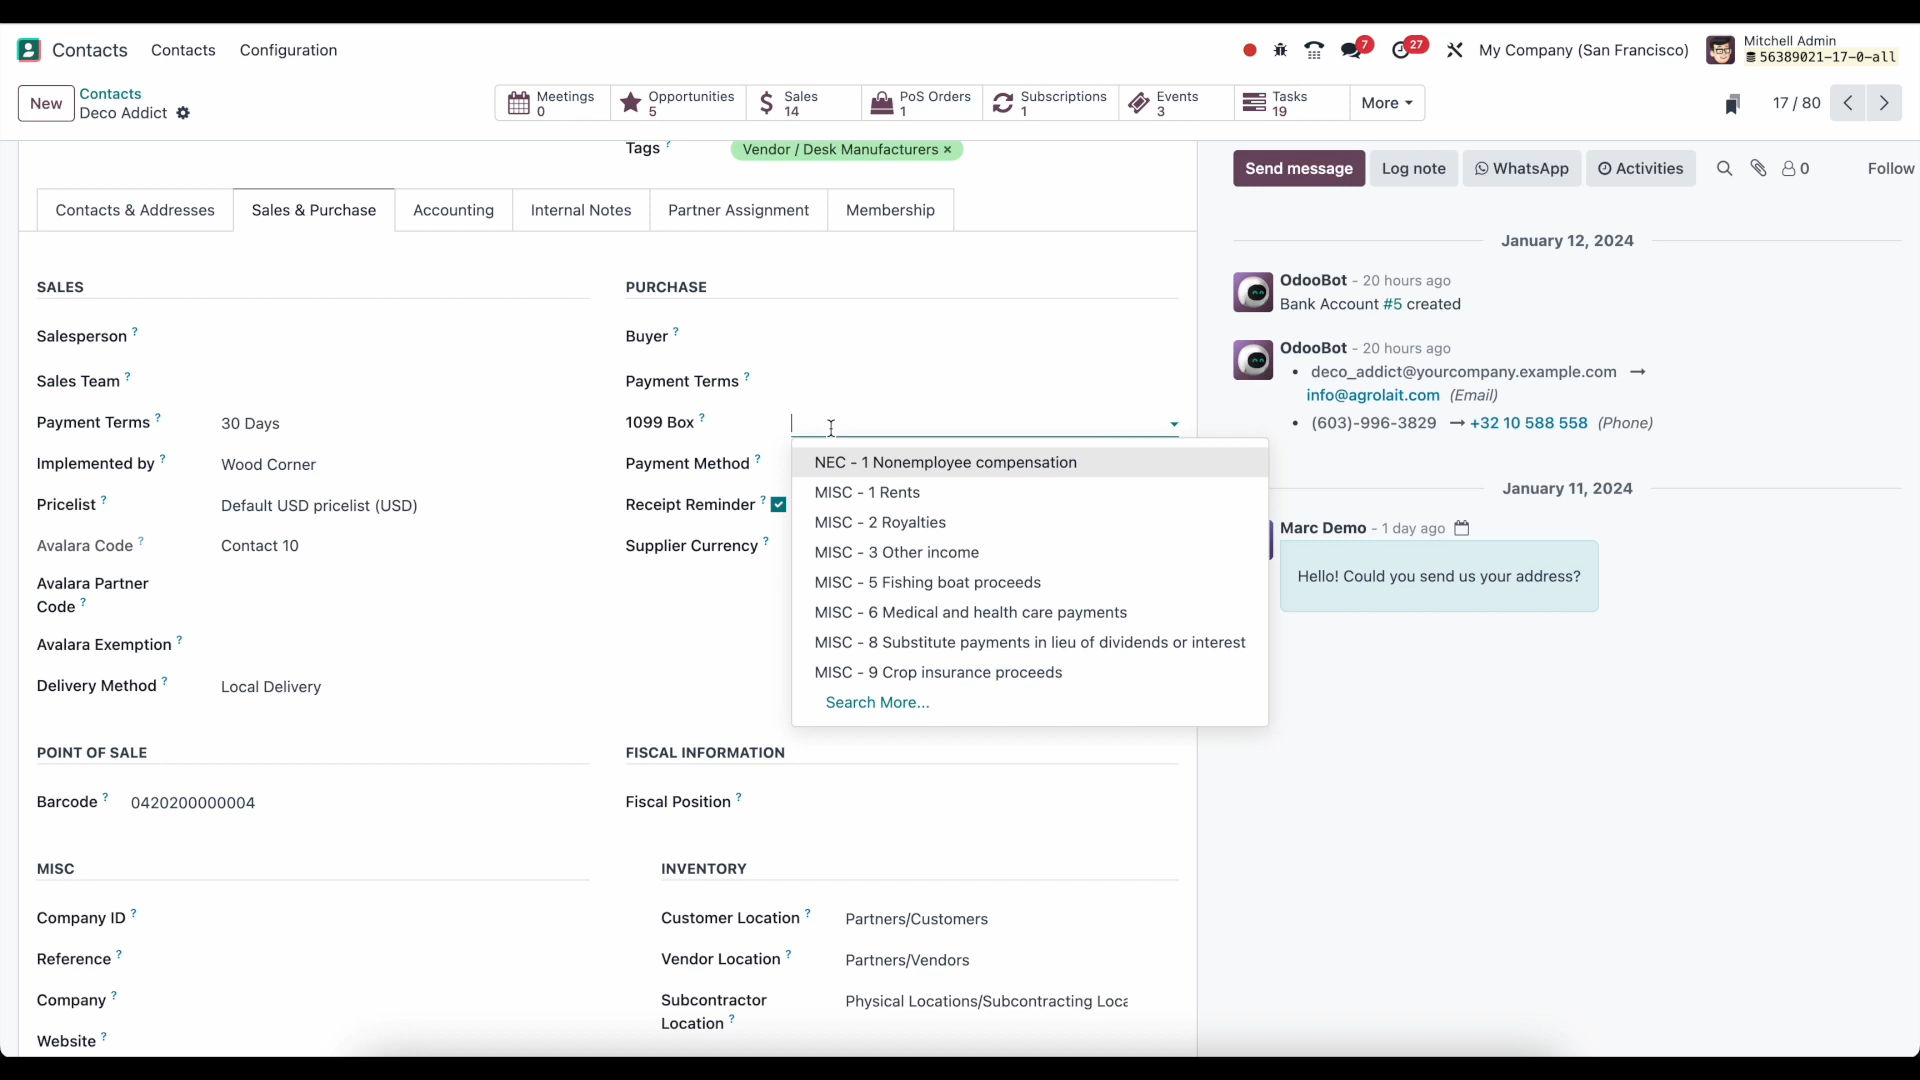 Contacts Contacts Configuration
7 27 My Company (San Francisco) Mitchell Admin
56389021-17-0-all
New Contacts
Deco Addict
Meetings 0
Opportunities 5
Sales 14
PoS Orders 1
Subscriptions 1
Events 3
Tasks 19
More
17 / 80
Tags ? Vendor / Desk Manufacturers ×
Contacts & Addresses Sales & Purchase Accounting Internal Notes Partner Assignment Membership
SALES
Salesperson ?
Sales Team ?
Payment Terms ? 30 Days
Implemented by ? Wood Corner
Pricelist ? Default USD pricelist (USD)
Avalara Code ? Contact 10
Avalara Partner
Code ?
Avalara Exemption ?
Delivery Method ? Local Delivery
PURCHASE
Buyer ?
Payment Terms ?
1099 Box ?
Payment Method ?
Receipt Reminder ?
Supplier Currency ?
NEC - 1 Nonemployee compensation
MISC - 1 Rents
MISC - 2 Royalties
MISC - 3 Other income
MISC - 5 Fishing boat proceeds
MISC - 6 Medical and health care payments
MISC - 8 Substitute payments in lieu of dividends or interest
MISC - 9 Crop insurance proceeds
Search More...
POINT OF SALE
Barcode ? 0420200000004
FISCAL INFORMATION
Fiscal Position ?
MISC
Company ID ?
Reference ?
Company ?
Website ?
INVENTORY
Customer Location ? Partners/Customers
Vendor Location ? Partners/Vendors
Subcontractor Physical Locations/Subcontracting Loca
Location ?
Send message Log note WhatsApp Activities 0 Follow
January 12, 2024
OdooBot - 20 hours ago
Bank Account #5 created
OdooBot - 20 hours ago
• deco_addict@yourcompany.example.com →
info@agrolait.com (Email)
• (603)-996-3829 → +32 10 588 558 (Phone)
January 11, 2024
Marc Demo - 1 day ago
Hello! Could you send us your address?